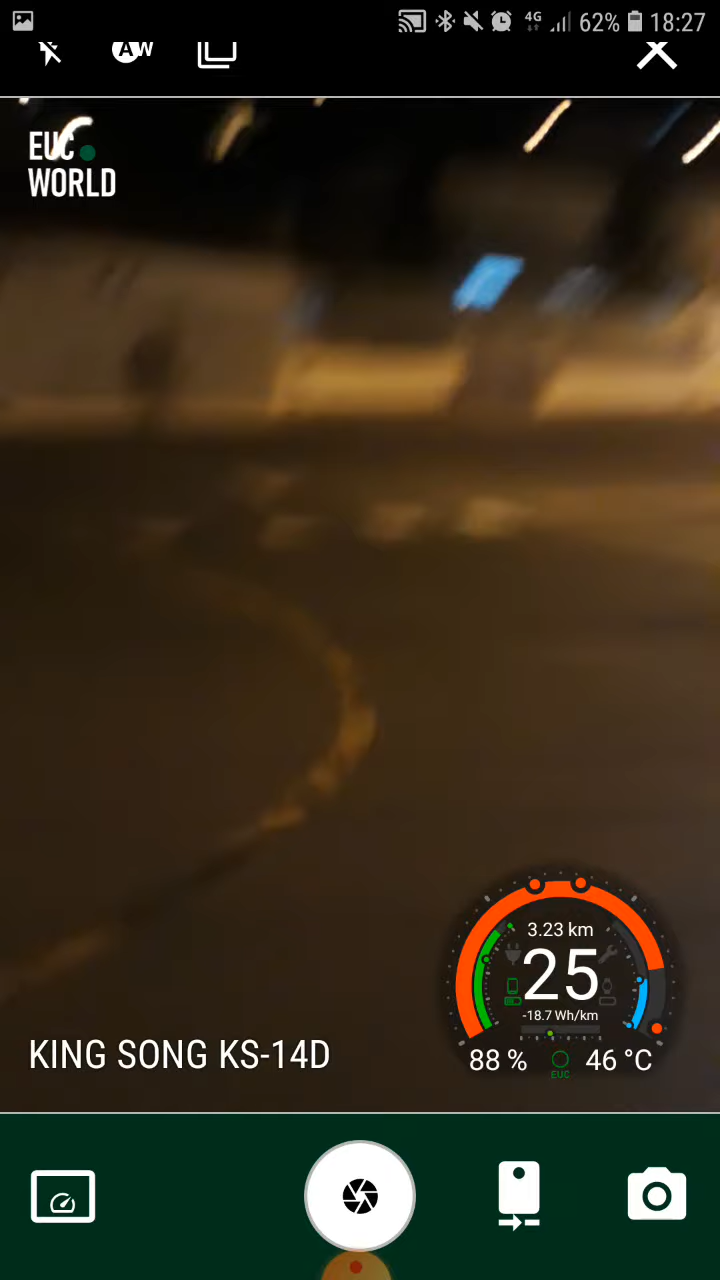 4G 62% 18:27
AW
EUC
WORLD
3.23 km
25
-18.7 Wh/km
KING SONG KS-14D
88 % EUC 46 °C